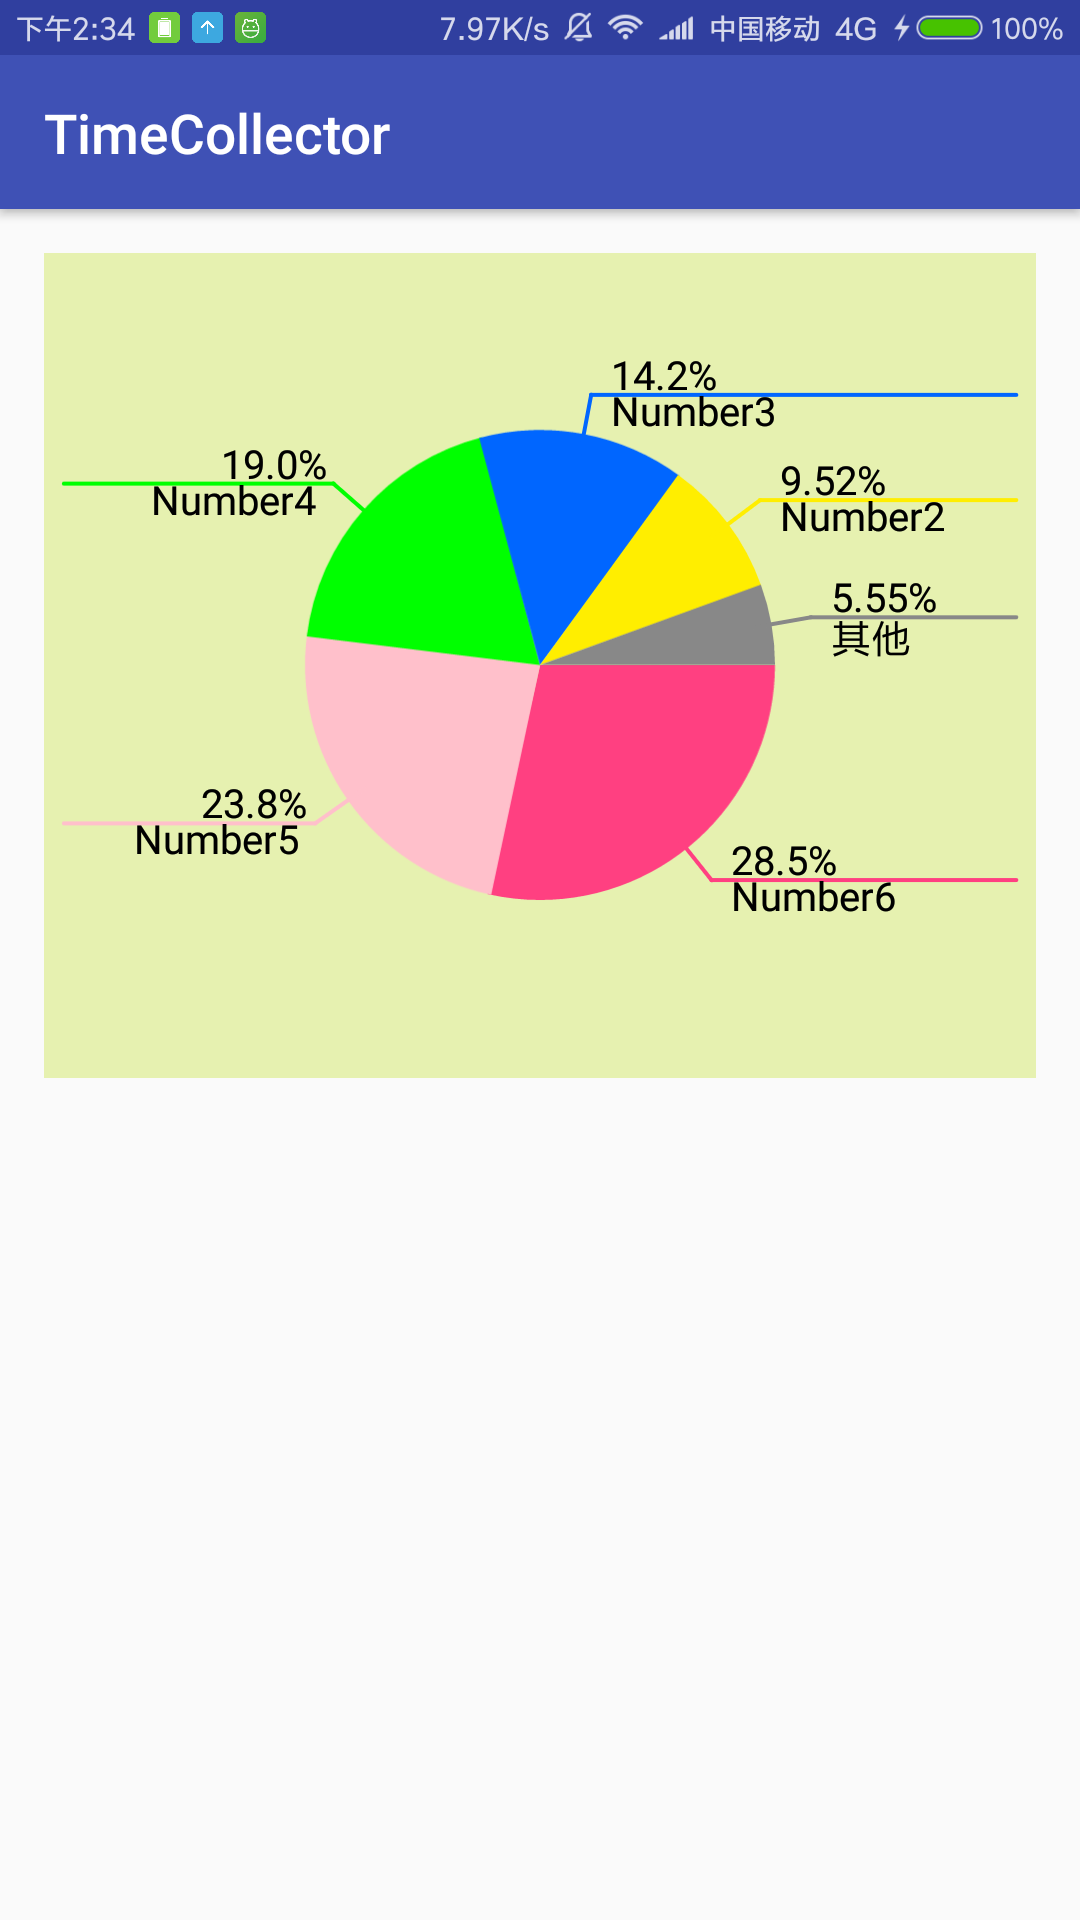 下午2:34 7.97K/s 中国移动 4G 100%
TimeCollector
14.2%
Number3
19.0%
Number4
9.52%
Number2
5.55%
其他
23.8%
Number5
28.5%
Number6